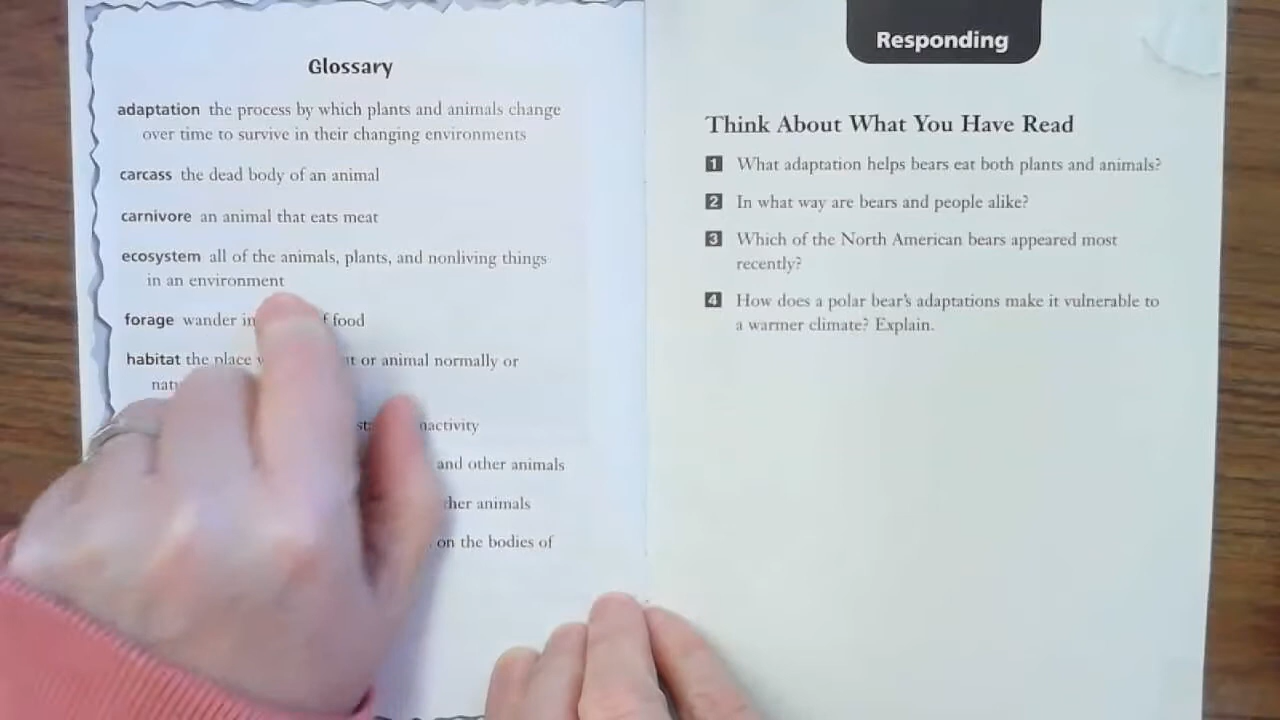 Glossary
adaptation the process by which plants and animals change
over time to survive in their changing environments
carcass the dead body of an animal
carnivore an animal that eats meat
ecosystem all of the animals, plants, and nonliving things
in an environment
forage wander in food
habitat the place or animal normally or
and other animals
animals
on the bodies of
Responding
Think About What You Have Read
1 What adaptation helps bears eat both plants and animals?
2 In what way are bears and people alike?
3 Which of the North American bears appeared most
recently?
4 How does a polar bear's adaptations make it vulnerable to
a warmer climate? Explain.